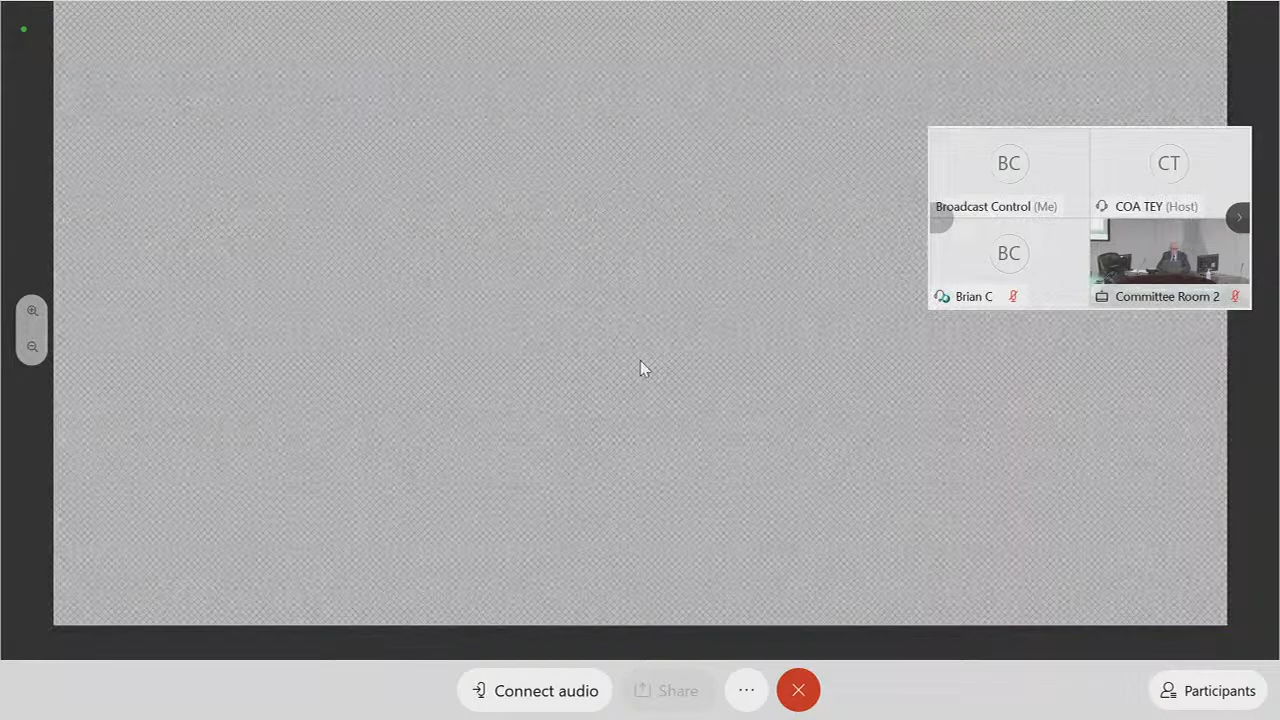 BC
CT
Broadcast Control (Me)
COA TEY (Host)
BC
Brian C
Committee Room 2
Connect audio
Share
Participants